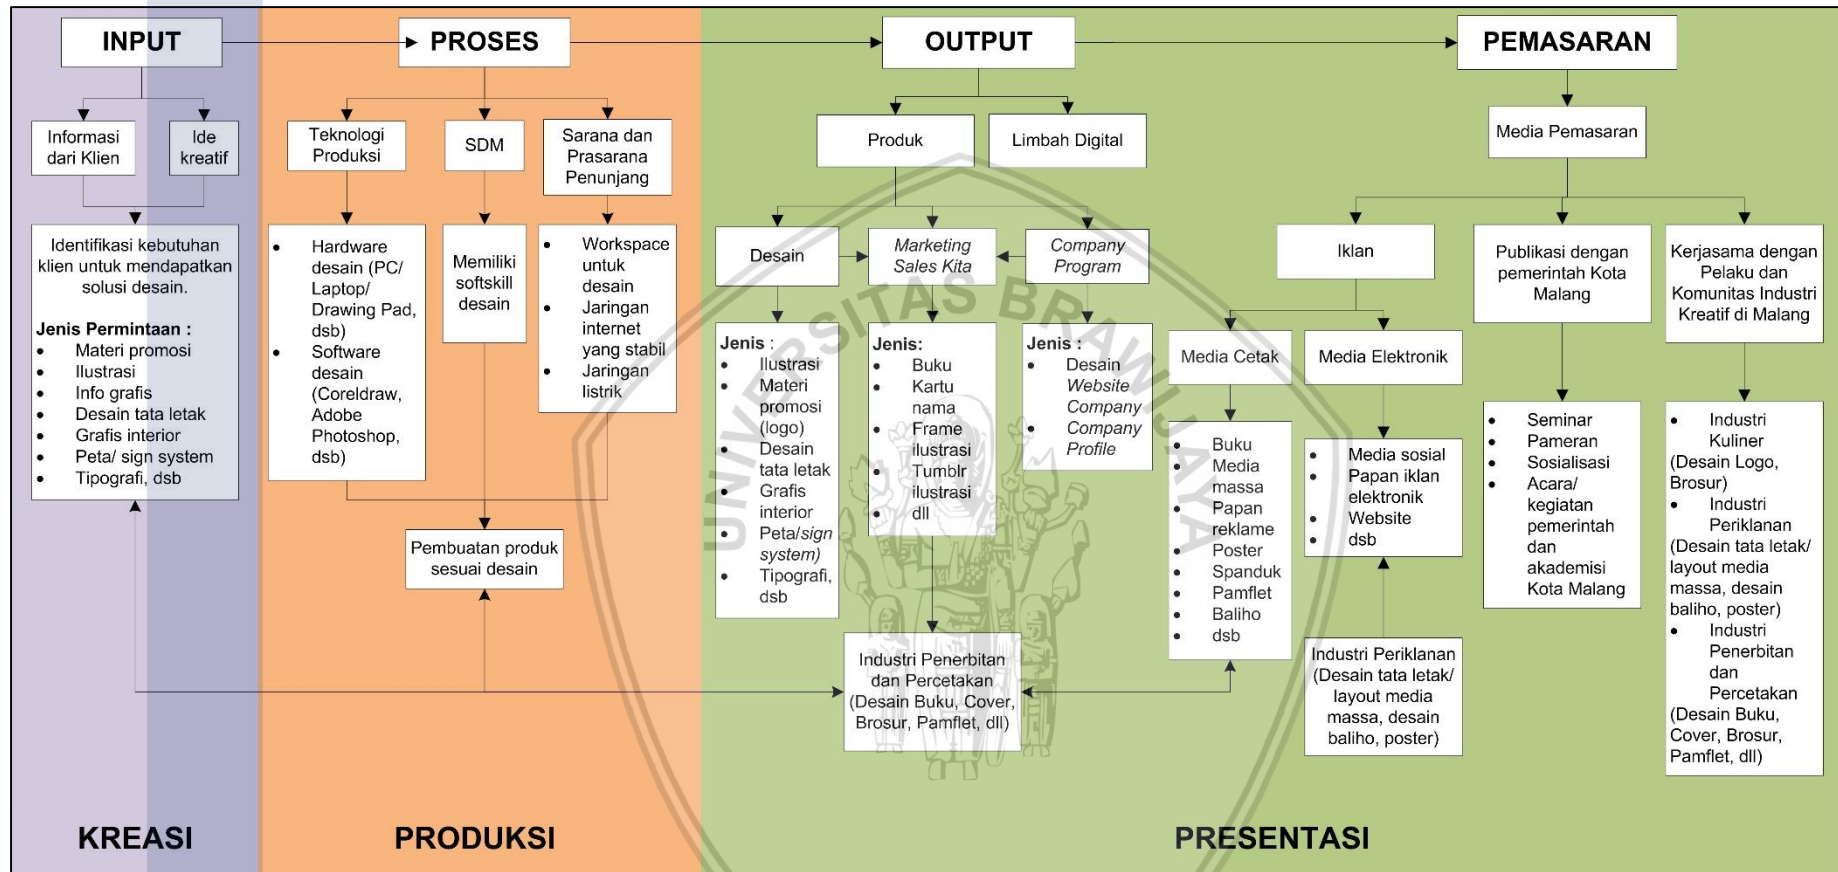 INPUT
PROSES
OUTPUT
PEMASARAN
Informasi
dari Klien
Ide
kreatif
Teknologi
Produksi
SDM
Sarana dan
Prasarana
Penunjang
Produk
Limbah Digital
Media Pemasaran
Identifikasi kebutuhan
klien untuk mendapatkan
solusi desain.
Jenis Permintaan :
• Materi promosi
• Ilustrasi
• Info grafis
• Desain tata letak
• Grafis interior
• Peta/ sign system
• Tipografi, dsb
• Hardware
desain (PC/
Laptop/
Drawing Pad,
dsb)
• Software
desain
(Coreldraw,
Adobe
Photoshop,
dsb)
Memiliki
softskill
desain
• Workspace
untuk
desain
• Jaringan
internet
yang stabil
• Jaringan
listrik
Pembuatan produk
sesuai desain
Desain
Marketing
Sales Kita
Company
Program
Jenis :
• Ilustrasi
• Materi
promosi
(logo)
• Desain
tata letak
• Grafis
interior
• Peta/sign
system)
• Tipografi,
dsb
Jenis:
• Buku
• Kartu
nama
• Frame
ilustrasi
• Tumblr
ilustrasi
• dll
Jenis :
• Desain
Website
Company
• Company
Profile
Industri Penerbitan
dan Percetakan
(Desain Buku, Cover,
Brosur, Pamflet, dll)
Iklan
Publikasi dengan
pemerintah Kota
Malang
Kerjasama dengan
Pelaku dan
Komunitas Industri
Kreatif di Malang
Media Cetak
Media Elektronik
• Buku
• Media
massa
• Papan
reklame
• Poster
• Spanduk
• Pamflet
• Baliho
• dsb
• Media sosial
• Papan iklan
elektronik
• Website
• dsb
Industri Periklanan
(Desain tata letak/
layout media
massa, desain
baliho, poster)
• Seminar
• Pameran
• Sosialisasi
• Acara/
kegiatan
pemerintah
dan
akademisi
Kota Malang
• Industri
Kuliner
(Desain Logo,
Brosur)
• Industri
Periklanan
(Desain tata letak/
layout media
massa, desain
baliho, poster)
• Industri
Penerbitan
dan
Percetakan
(Desain Buku,
Cover, Brosur,
Pamflet, dll)
UNIVERSITAS BRAWIJAYA
KREASI
PRODUKSI
PRESENTASI